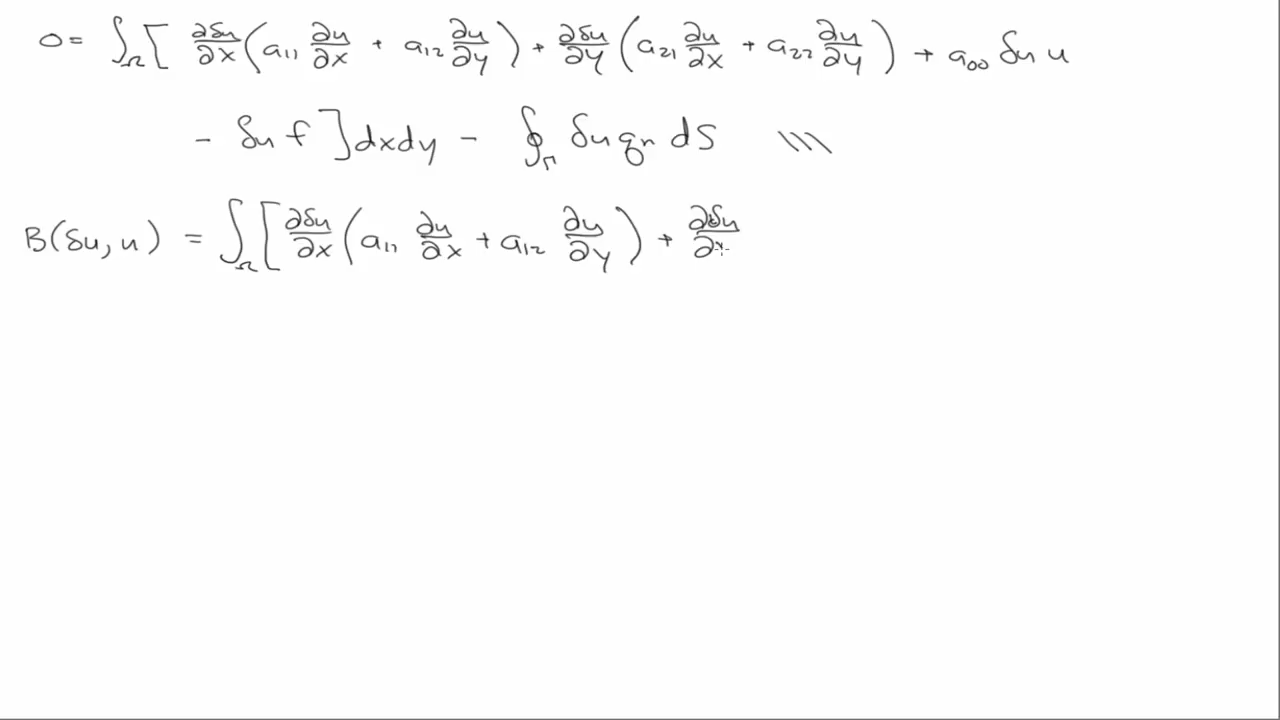 0 = ∫_Ω [ ∂δu/∂x ( a₁₁ ∂u/∂x + a₁₂ ∂u/∂y ) + ∂δu/∂y ( a₂₁ ∂u/∂x + a₂₂ ∂u/∂y ) + a₀₀ δu u
- δu f ] dxdy - ∮_Γ δu qₙ dS \\\
B(δu, u) = ∫_Ω [ ∂δu/∂x ( a₁₁ ∂u/∂x + a₁₂ ∂u/∂y ) + ∂δu/∂